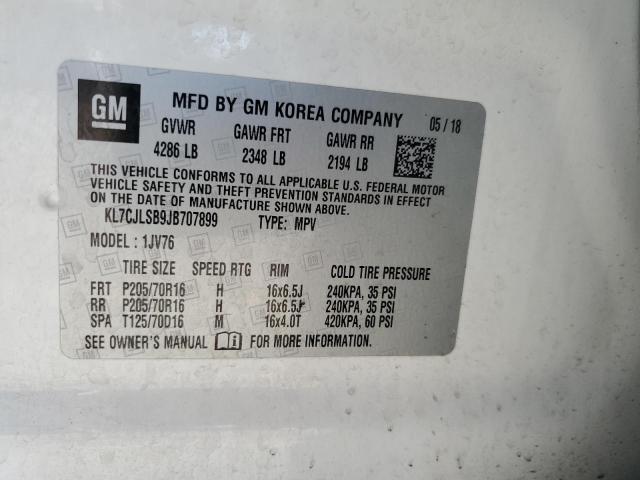 GM MFD BY GM KOREA COMPANY 05 / 18
GVWR GAWR FRT GAWR RR
4286 LB 2348 LB 2194 LB
THIS VEHICLE CONFORMS TO ALL APPLICABLE U.S. FEDERAL MOTOR
VEHICLE SAFETY AND THEFT PREVENTION STANDARDS IN EFFECT
ON THE DATE OF MANUFACTURE SHOWN ABOVE.
KL7CJLSB9JB707899 TYPE: MPV
MODEL : 1JV76
TIRE SIZE SPEED RTG RIM COLD TIRE PRESSURE
FRT P205/70R16 H 16x6.5J 240KPA, 35 PSI
RR P205/70R16 H 16x6.5J 240KPA, 35 PSI
SPA T125/70D16 M 16x4.0T 420KPA, 60 PSI
SEE OWNER'S MANUAL FOR MORE INFORMATION.